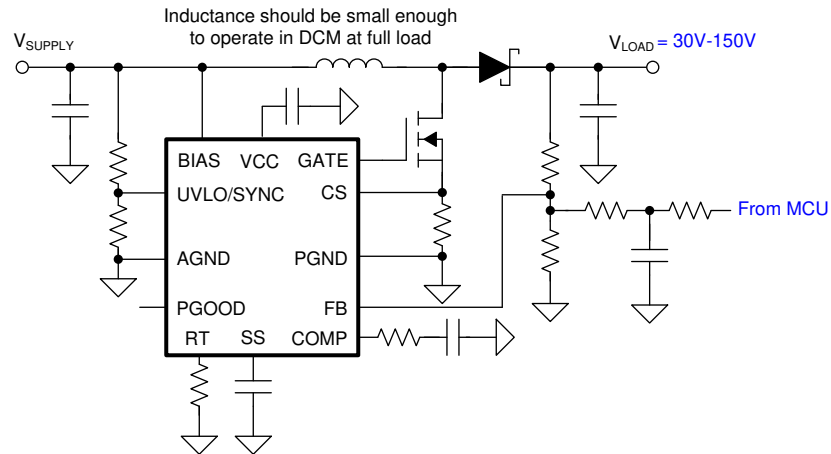 Inductance should be small enough
to operate in DCM at full load
VSUPPLY
VLOAD = 30V-150V
BIAS VCC GATE
UVLO/SYNC CS
From MCU
AGND PGND
PGOOD FB
RT SS COMP